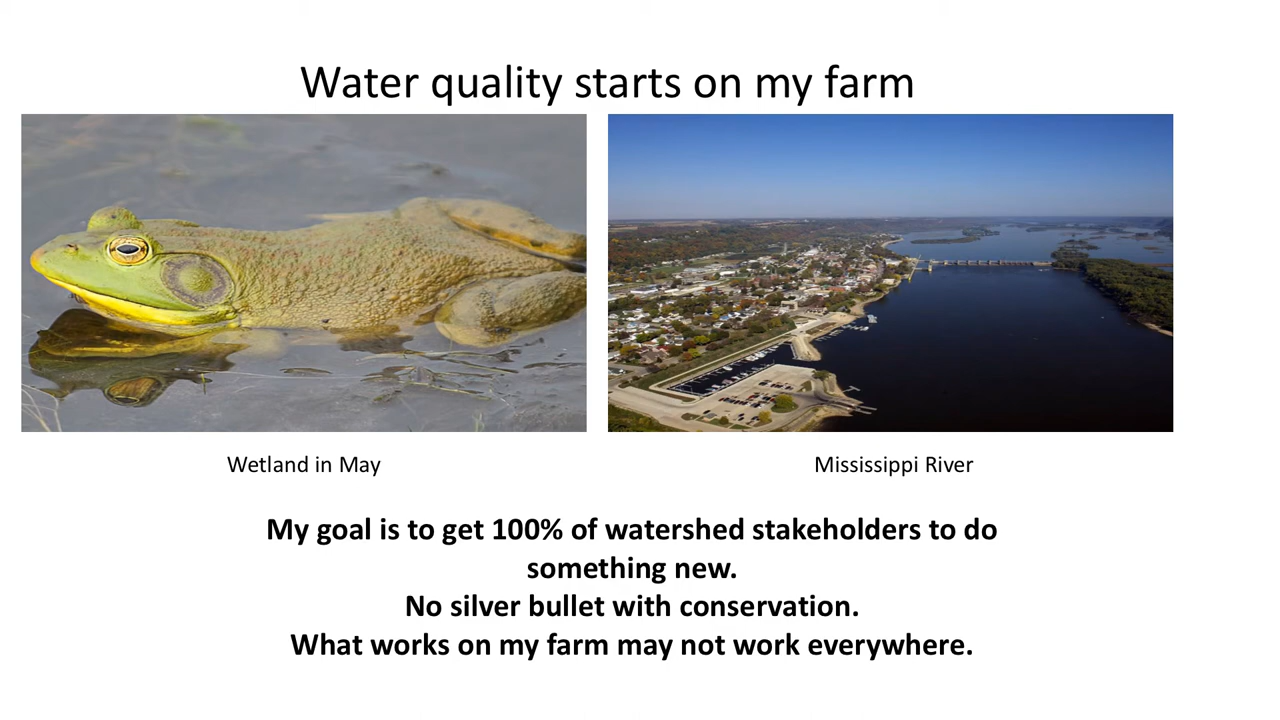 Water quality starts on my farm
Wetland in May
Mississippi River
My goal is to get 100% of watershed stakeholders to do
something new.
No silver bullet with conservation.
What works on my farm may not work everywhere.